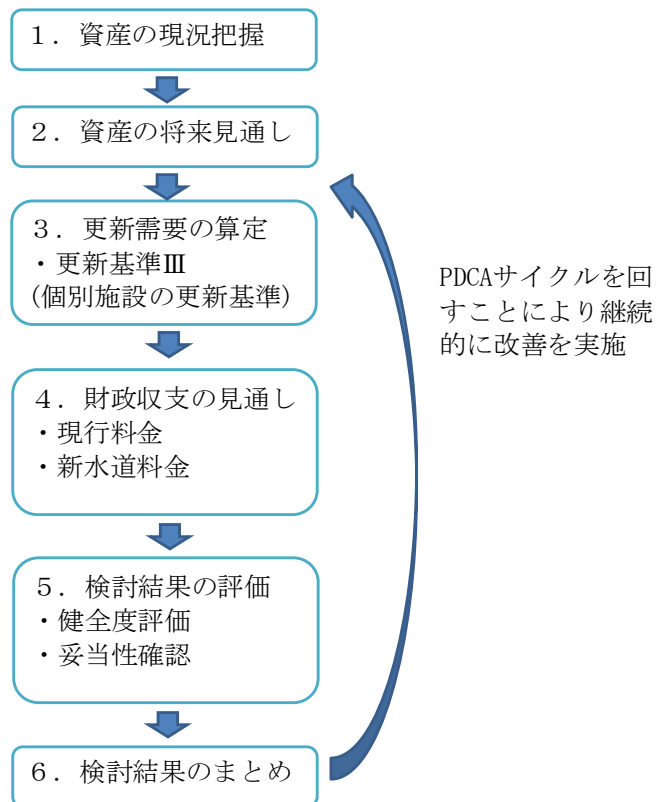 １．資産の現況把握
２．資産の将来見通し
３．更新需要の算定
・更新基準Ⅲ
(個別施設の更新基準)
４．財政収支の見通し
・現行料金
・新水道料金
５．検討結果の評価
・健全度評価
・妥当性確認
６．検討結果のまとめ
PDCAサイクルを回
すことにより継続
的に改善を実施